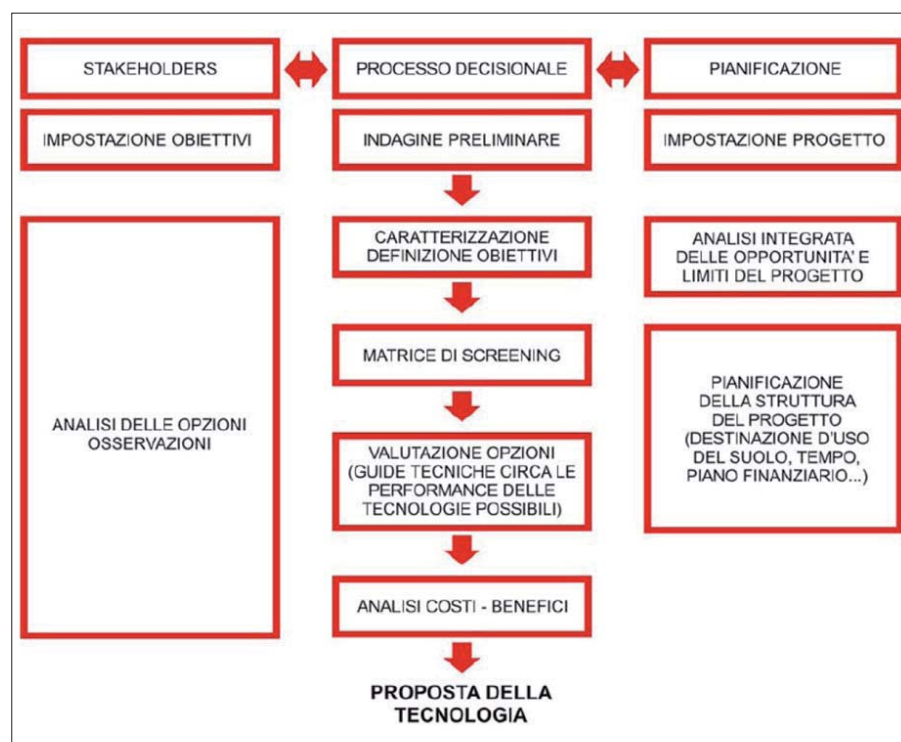 STAKEHOLDERS
PROCESSO DECISIONALE
PIANIFICAZIONE
IMPOSTAZIONE OBIETTIVI
INDAGINE PRELIMINARE
IMPOSTAZIONE PROGETTO
ANALISI DELLE OPZIONI
OSSERVAZIONI
CARATTERIZZAZIONE
DEFINIZIONE OBIETTIVI
MATRICE DI SCREENING
VALUTAZIONE OPZIONI
(GUIDE TECNICHE CIRCA LE
PERFORMANCE DELLE
TECNOLOGIE POSSIBILI)
ANALISI COSTI - BENEFICI
PROPOSTA DELLA
TECNOLOGIA
ANALISI INTEGRATA
DELLE OPPORTUNITA' E
LIMITI DEL PROGETTO
PIANIFICAZIONE
DELLA STRUTTURA
DEL PROGETTO
(DESTINAZIONE D'USO
DEL SUOLO, TEMPO,
PIANO FINANZIARIO...)